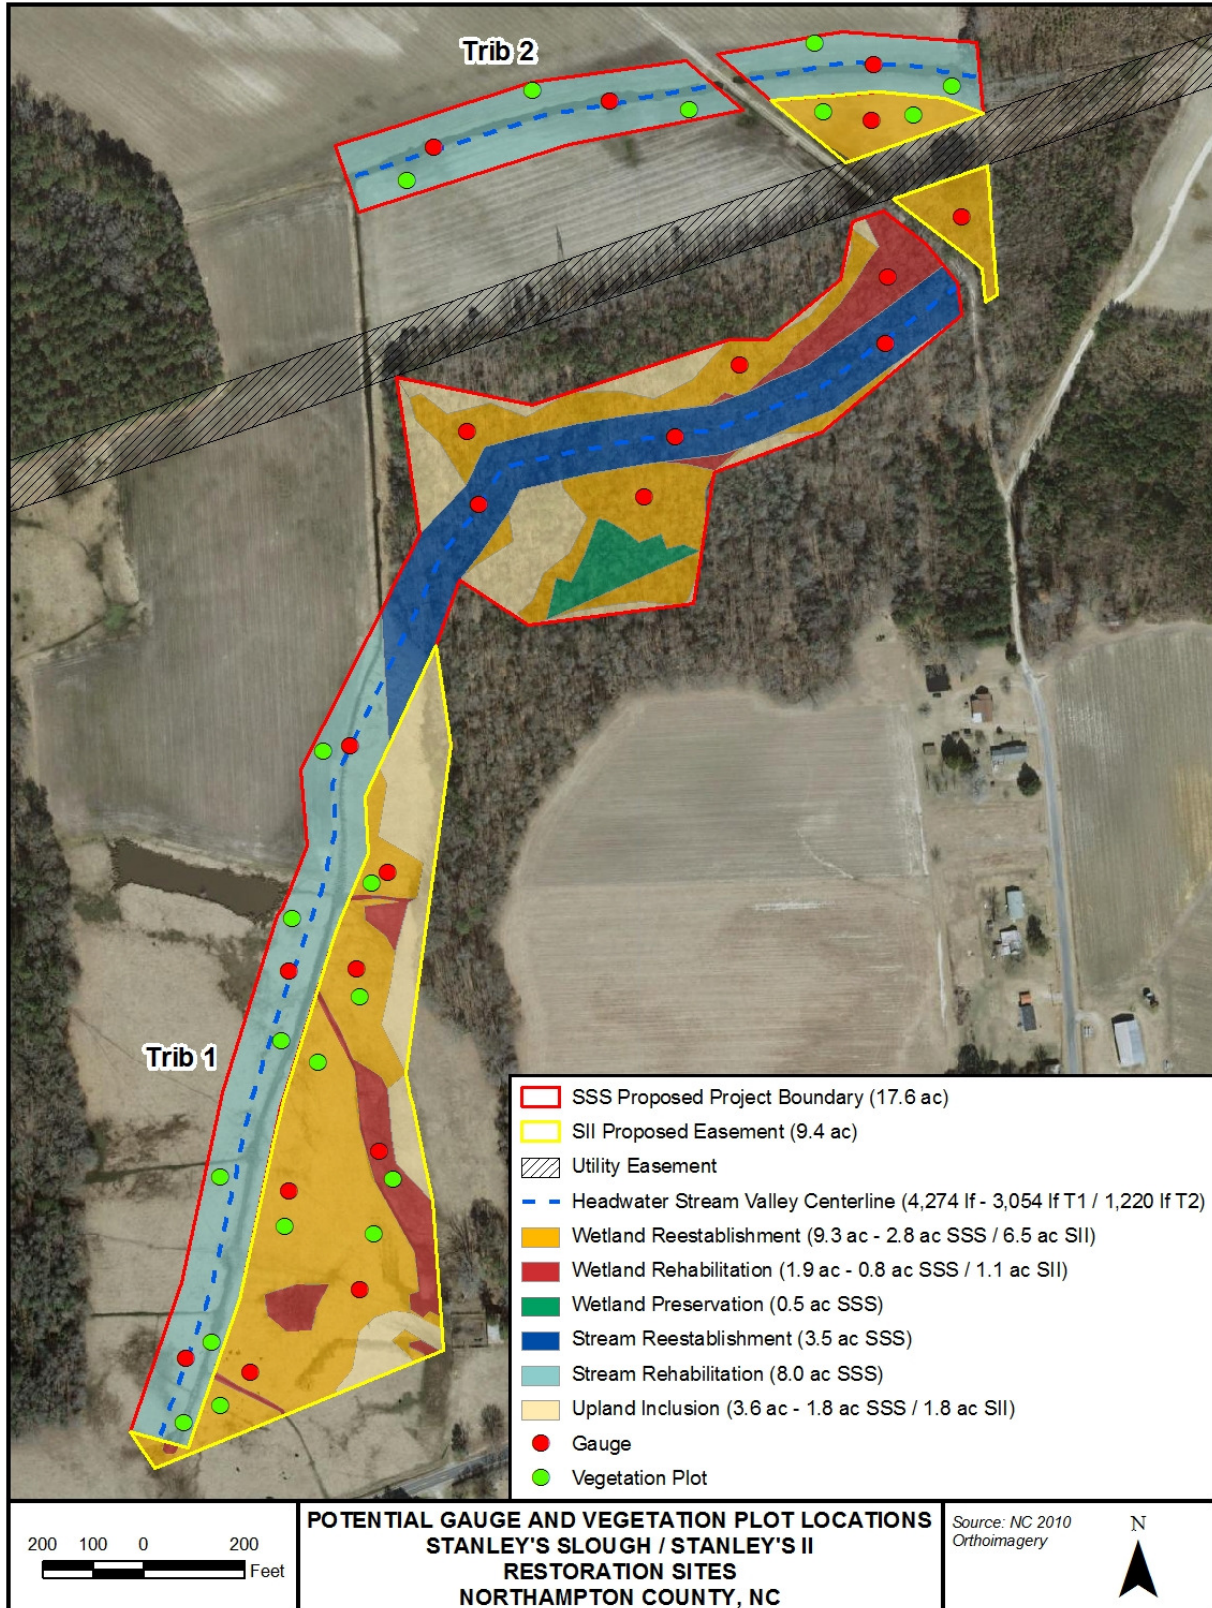 Trib 2
Trib 1
SSS Proposed Project Boundary (17.6 ac)
SII Proposed Easement (9.4 ac)
Utility Easement
Headwater Stream Valley Centerline (4,274 lf - 3,054 lf T1 / 1,220 lf T2)
Wetland Reestablishment (9.3 ac - 2.8 ac SSS / 6.5 ac SII)
Wetland Rehabilitation (1.9 ac - 0.8 ac SSS / 1.1 ac SII)
Wetland Preservation (0.5 ac SSS)
Stream Reestablishment (3.5 ac SSS)
Stream Rehabilitation (8.0 ac SSS)
Upland Inclusion (3.6 ac - 1.8 ac SSS / 1.8 ac SII)
Gauge
Vegetation Plot
200 100 0 200
Feet
POTENTIAL GAUGE AND VEGETATION PLOT LOCATIONS
STANLEY'S SLOUGH / STANLEY'S II
RESTORATION SITES
NORTHAMPTON COUNTY, NC
Source: NC 2010
Orthoimagery
N